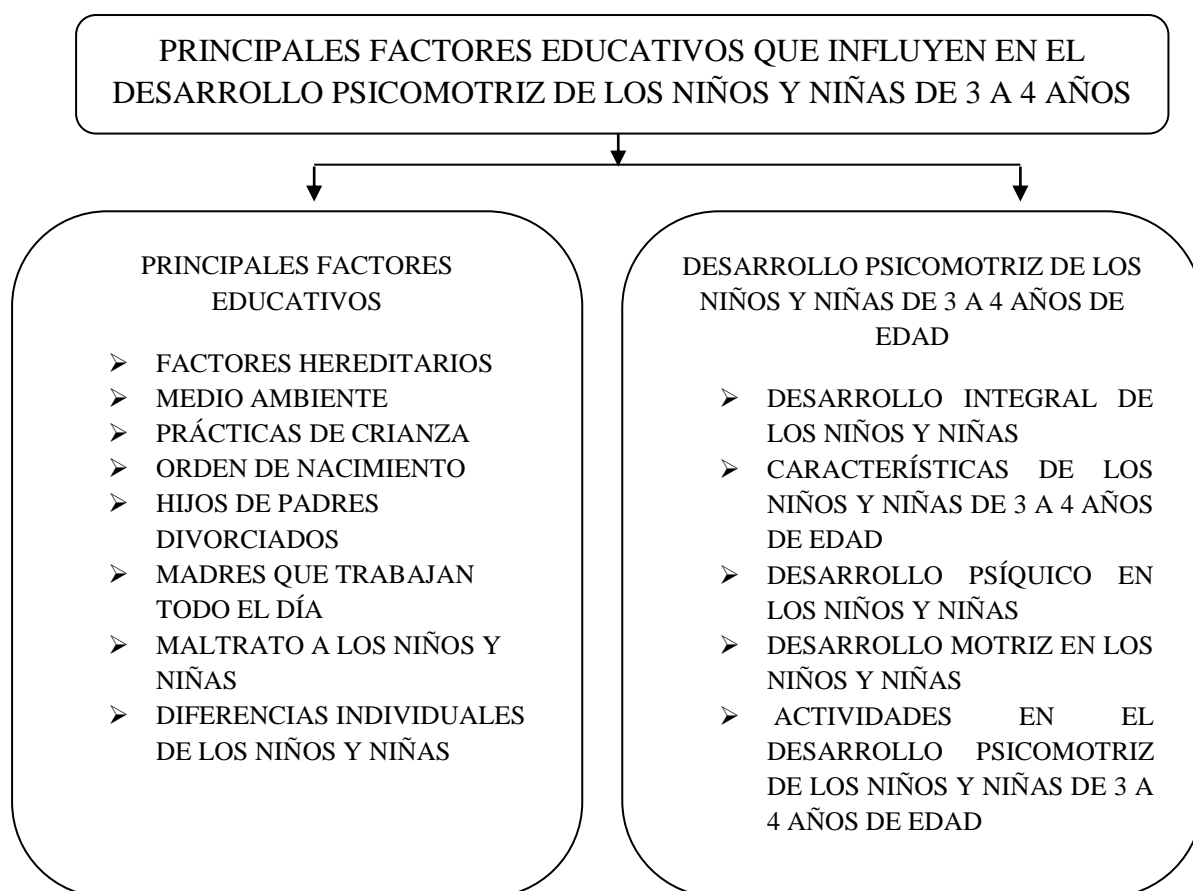 PRINCIPALES FACTORES EDUCATIVOS QUE INFLUYEN EN EL
DESARROLLO PSICOMOTRIZ DE LOS NIÑOS Y NIÑAS DE 3 A 4 AÑOS
PRINCIPALES FACTORES
EDUCATIVOS
➢ FACTORES HEREDITARIOS
➢ MEDIO AMBIENTE
➢ PRÁCTICAS DE CRIANZA
➢ ORDEN DE NACIMIENTO
➢ HIJOS DE PADRES
DIVORCIADOS
➢ MADRES QUE TRABAJAN
TODO EL DÍA
➢ MALTRATO A LOS NIÑOS Y
NIÑAS
➢ DIFERENCIAS INDIVIDUALES
DE LOS NIÑOS Y NIÑAS
DESARROLLO PSICOMOTRIZ DE LOS
NIÑOS Y NIÑAS DE 3 A 4 AÑOS DE
EDAD
➢ DESARROLLO INTEGRAL DE
LOS NIÑOS Y NIÑAS
➢ CARACTERÍSTICAS DE LOS
NIÑOS Y NIÑAS DE 3 A 4 AÑOS
DE EDAD
➢ DESARROLLO PSÍQUICO EN
LOS NIÑOS Y NIÑAS
➢ DESARROLLO MOTRIZ EN LOS
NIÑOS Y NIÑAS
➢ ACTIVIDADES EN EL
DESARROLLO PSICOMOTRIZ
DE LOS NIÑOS Y NIÑAS DE 3 A
4 AÑOS DE EDAD